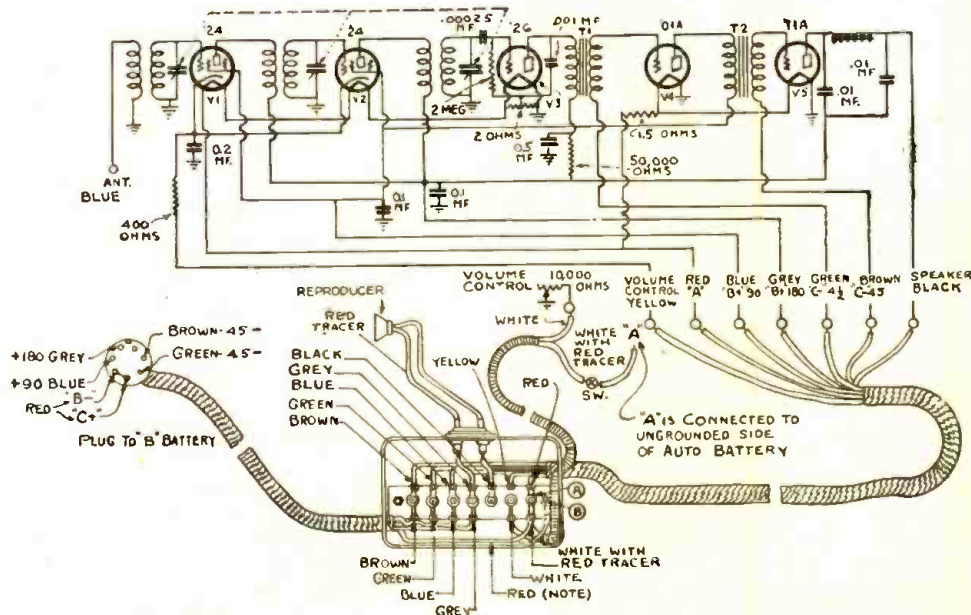 24
.00025
MF
24
26
.001 MF
T1
01A
T2
71A
V1
V2
2 MEG
V3
V4
V5
.01
MF.
.01
MF.
2 OHMS
0.5
MF
1.5 OHMS
50,000
OHMS
0.2
MF.
0.1
MF
0.1
MF
ANT.
BLUE
400
OHMS
VOLUME
CONTROL
10,000
OHMS
VOLUME
CONTROL
YELLOW
RED
"A"
BLUE
"B+"90
GREY
"B+"180
GREEN
"C-"4½
BROWN
"C-"45
SPEAKER
BLACK
REPRODUCER
RED
TRACER
WHITE
WHITE
WITH
RED
TRACER
"A"
SW.
BLACK
GREY
BLUE
GREEN
BROWN
YELLOW
RED
"A" IS CONNECTED TO
UNGROUNDED SIDE
OF AUTO BATTERY
BROWN-45-
+180 GREY
GREEN-45-
+90 BLUE
"B-"
RED
"C+"
PLUG TO "B" BATTERY
A
B
BROWN
GREEN
BLUE
GREY
WHITE WITH
RED TRACER
WHITE
RED (NOTE)